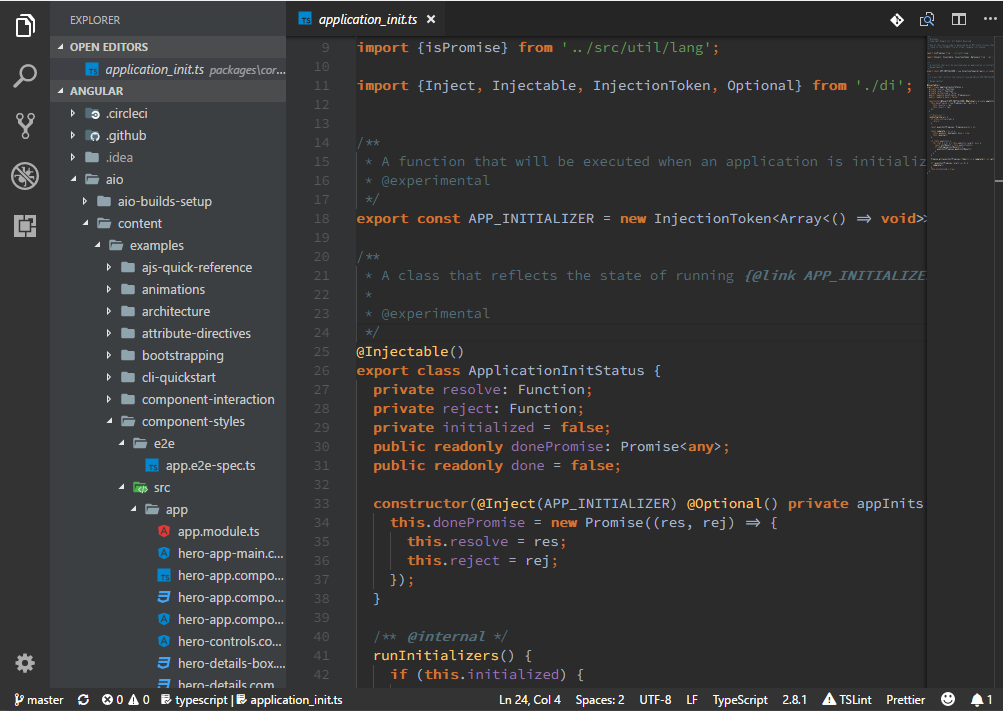 EXPLORER
OPEN EDITORS
application_init.ts packages\cor...
ANGULAR
.circleci
.github
.idea
aio
aio-builds-setup
content
examples
ajs-quick-reference
animations
architecture
attribute-directives
bootstrapping
cli-quickstart
component-interaction
component-styles
e2e
app.e2e-spec.ts
src
app
app.module.ts
hero-app-main.c...
hero-app.compo...
hero-app.compo...
hero-app.compo...
hero-controls.co...
hero-details-box....
hero-details.com
application_init.ts ×
9 import {isPromise} from '../src/util/lang';
10
11 import {Inject, Injectable, InjectionToken, Optional} from './di';
12
13
14 /**
15 * A function that will be executed when an application is initializ
16 * @experimental
17 */
18 export const APP_INITIALIZER = new InjectionToken<Array<() ⇒ void>>
19
20 /**
21 * A class that reflects the state of running {@link APP_INITIALIZE
22 *
23 * @experimental
24 */
25 @Injectable()
26 export class ApplicationInitStatus {
27 private resolve: Function;
28 private reject: Function;
29 private initialized = false;
30 public readonly donePromise: Promise<any>;
31 public readonly done = false;
32
33 constructor(@Inject(APP_INITIALIZER) @Optional() private appInits
34 this.donePromise = new Promise((res, rej) ⇒ {
35 this.resolve = res;
36 this.reject = rej;
37 });
38 }
39
40 /** @internal */
41 runInitializers() {
42 if (this.initialized) {
master 0 0 typescript | application_init.ts Ln 24, Col 4 Spaces: 2 UTF-8 LF TypeScript 2.8.1 TSLint Prettier 1